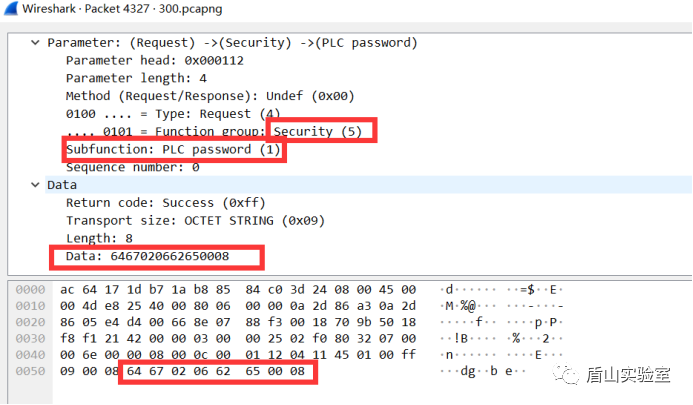 Wireshark · Packet 4327 · 300.pcapng
Parameter: (Request) ->(Security) ->(PLC password)
Parameter head: 0x000112
Parameter length: 4
Method (Request/Response): Undef (0x00)
0100 .... = Type: Request (4)
.... 0101 = Function group: Security (5)
Subfunction: PLC password (1)
Sequence number: 0
Data
Return code: Success (0xff)
Transport size: OCTET STRING (0x09)
Length: 8
Data: 6467020662650008
0000 ac 64 17 1d b7 1a b8 85 84 c0 3d 24 08 00 45 00 ·d······ ··=$··E·
0010 00 4d e8 25 40 00 80 06 00 00 0a 2d 86 a3 0a 2d ·M·%@··· ···-···-
0020 86 05 e4 d4 00 66 8e 07 88 f3 00 18 70 9b 50 18 ·····f·· ····p·P·
0030 f8 f1 21 42 00 00 03 00 00 25 02 f0 80 32 07 00 ··!B···· ·%···2··
0040 00 6e 00 00 08 00 0c 00 01 12 04 11 45 01 00 ff ·n······ ····E···
0050 09 00 08 64 67 02 06 62 65 00 08 ···dg··b e··
盾山实验室